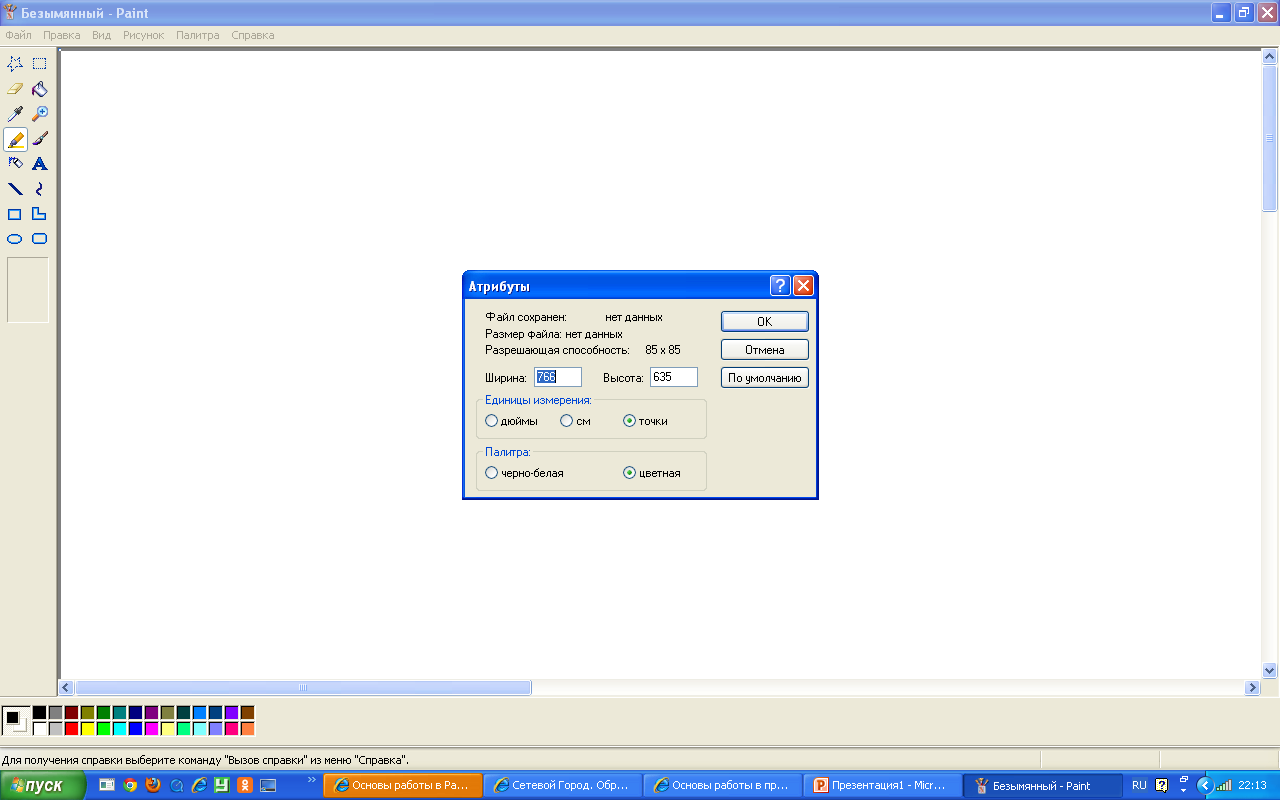 Безымянный - Paint
Файл Правка Вид Рисунок Палитра Справка
Атрибуты
Файл сохранен: нет данных
Размер файла: нет данных
Разрешающая способность: 85 x 85
Ширина: 766 Высота: 635
Единицы измерения:
дюймы см точки
Палитра:
черно-белая цветная
OK
Отмена
По умолчанию
Для получения справки выберите команду "Вызов справки" из меню "Справка".
пуск
Основы работы в Pa...
Сетевой Город. Обр...
Основы работы в пр...
Презентация1 - Micr...
Безымянный - Paint
RU
22:13